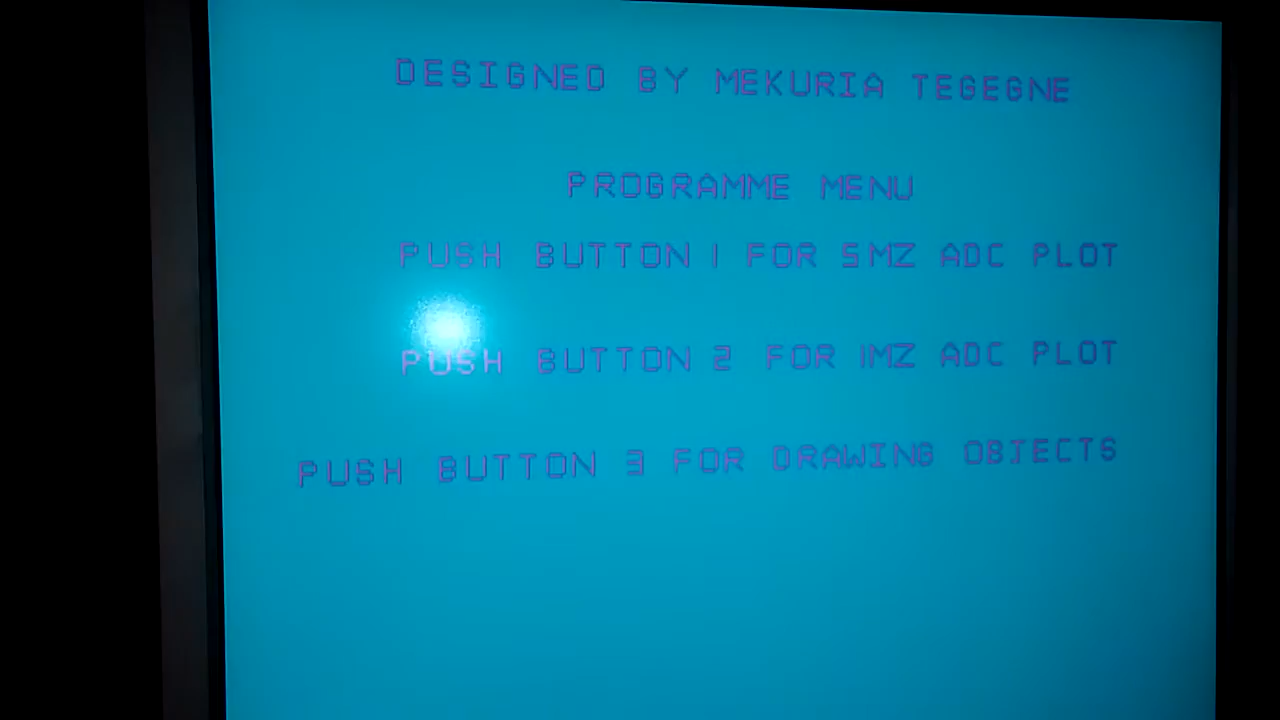 DESIGNED BY MEKURIA TEGEGNE
PROGRAMME MENU
PUSH BUTTON 1 FOR 5MZ ADC PLOT
PUSH BUTTON 2 FOR 1MZ ADC PLOT
PUSH BUTTON 3 FOR DRAWING OBJECTS